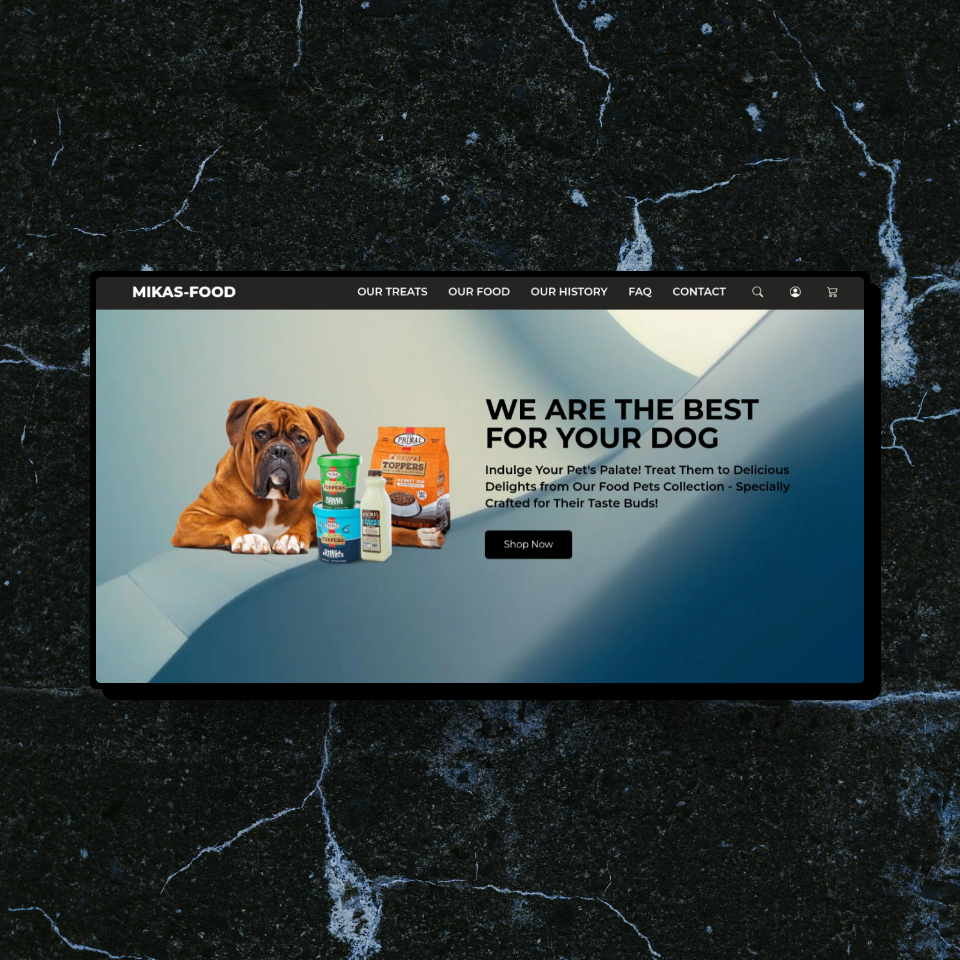 MIKAS-FOOD
OUR TREATS
OUR FOOD
OUR HISTORY
FAQ
CONTACT
WE ARE THE BEST
FOR YOUR DOG
Indulge Your Pet's Palate! Treat Them to Delicious
Delights from Our Food Pets Collection - Specially
Crafted for Their Taste Buds!
Shop Now
PRIMAL
TOPPERS
TOPPERS
TOPPERS